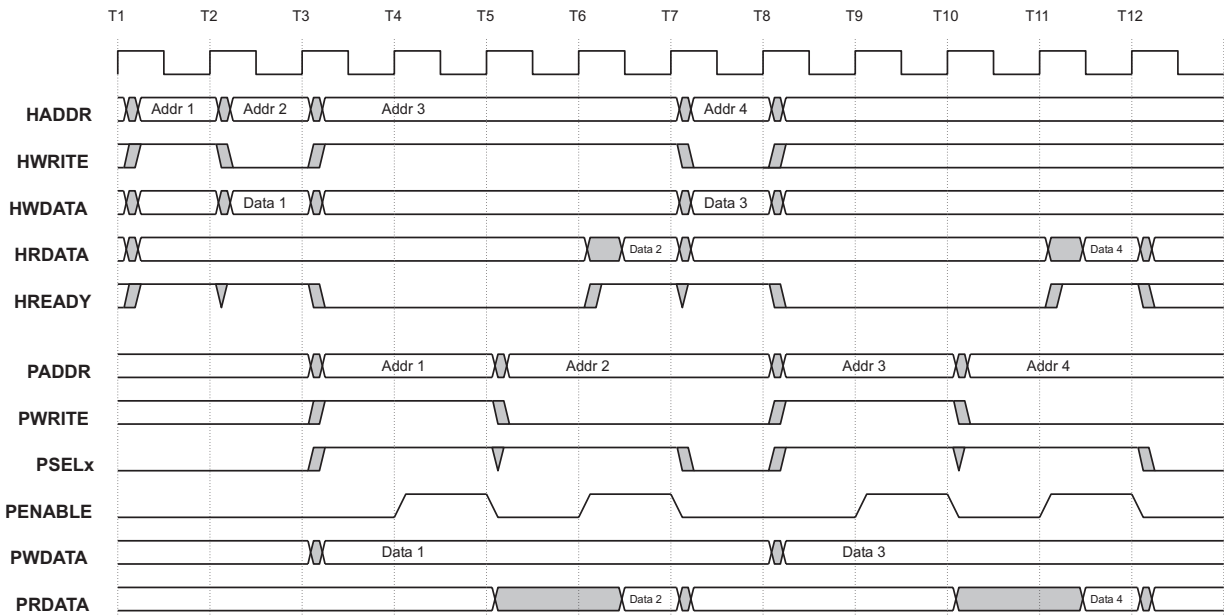 T1 T2 T3 T4 T5 T6 T7 T8 T9 T10 T11 T12
HADDR Addr 1 Addr 2 Addr 3 Addr 4
HWRITE
HWDATA Data 1 Data 3
HRDATA Data 2 Data 4
HREADY
PADDR Addr 1 Addr 2 Addr 3 Addr 4
PWRITE
PSELx
PENABLE
PWDATA Data 1 Data 3
PRDATA Data 2 Data 4